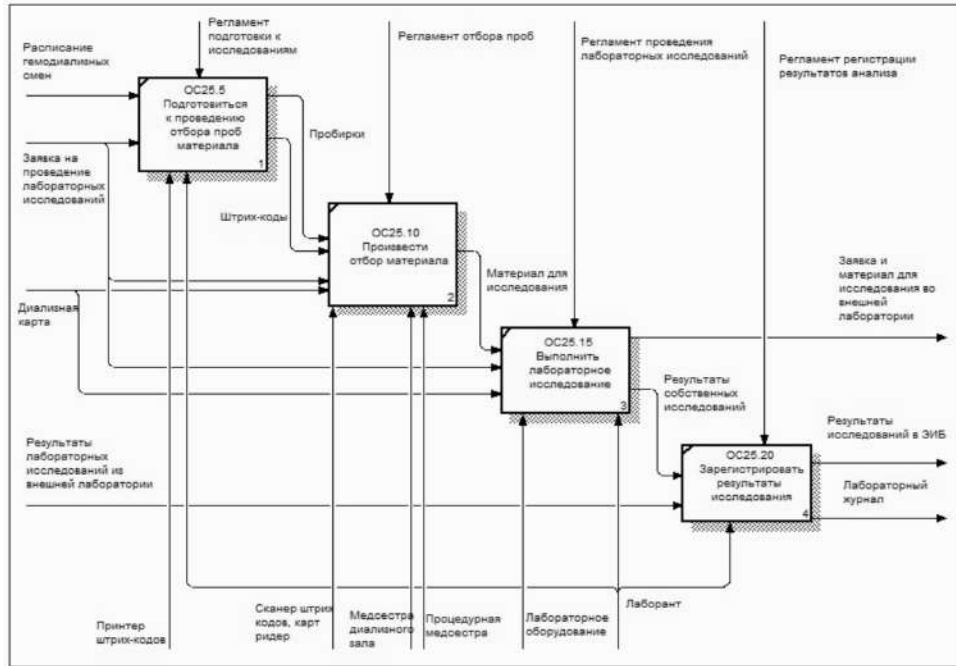 Регламент
подготовки к
исследованиям
Регламент отбора проб
Регламент проведения
лабораторных исследований
Регламент регистрации
результатов анализа
Расписание
гемодиализных
смен
ОС25.5
Подготовиться
к проведению
отбора проб
материала
1
Пробирки
Заявка на
проведение
лабораторных
исследований
Штрих-коды
ОС25.10
Произвести
отбор материала
2
Материал для
исследования
Заявка и
материал для
исследования во
внешней
лаборатории
Диализная
карта
ОС25.15
Выполнить
лабораторное
исследование
3
Результаты
собственных
исследований
Результаты
лабораторных
исследований из
внешней лаборатории
ОС25.20
Зарегистрировать
результаты
исследования
4
Результаты
исследований в ЭИБ
Лабораторный
журнал
Принтер
штрих-кодов
Сканер штрих
кодов, карт
ридер
Медсестра
диализного
зала
Процедурная
медсестра
Лабораторное
оборудование
Лаборант